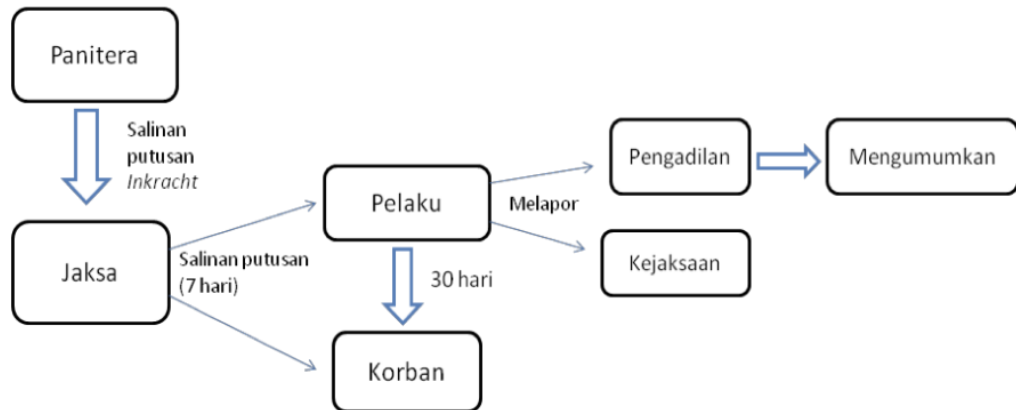 Panitera
Salinan
putusan
Inkracht
Jaksa
Salinan putusan
(7 hari)
Pelaku
30 hari
Korban
Melapor
Pengadilan
Mengumumkan
Kejaksaan